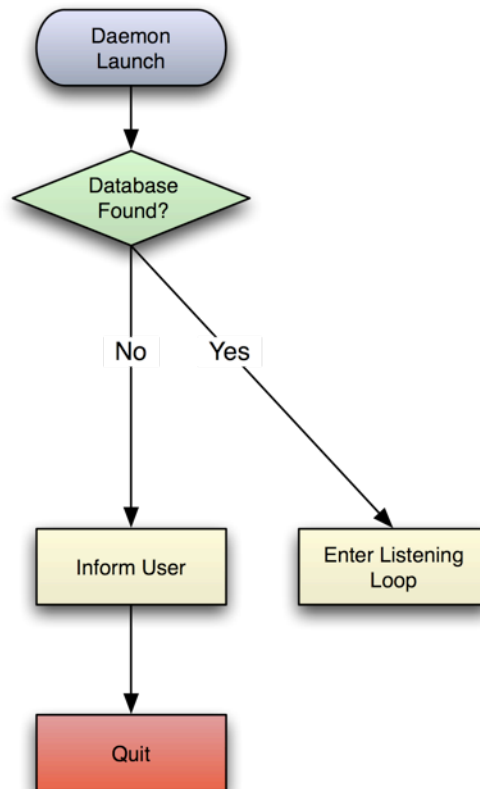 Daemon
Launch
Database
Found?
No
Yes
Inform User
Enter Listening
Loop
Quit